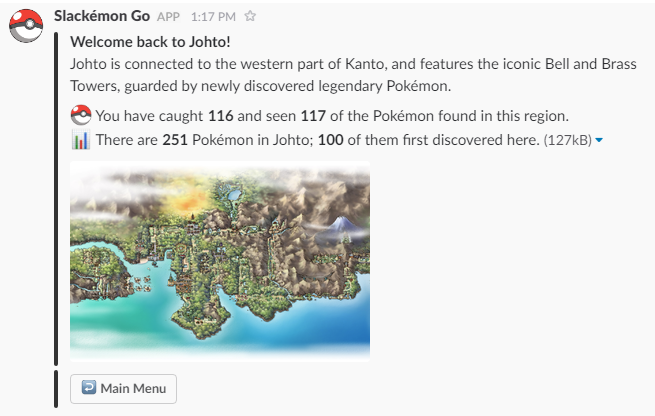 Slackémon Go APP 1:17 PM
Welcome back to Johto!
Johto is connected to the western part of Kanto, and features the iconic Bell and Brass
Towers, guarded by newly discovered legendary Pokémon.
You have caught 116 and seen 117 of the Pokémon found in this region.
There are 251 Pokémon in Johto; 100 of them first discovered here. (127kB)
Main Menu